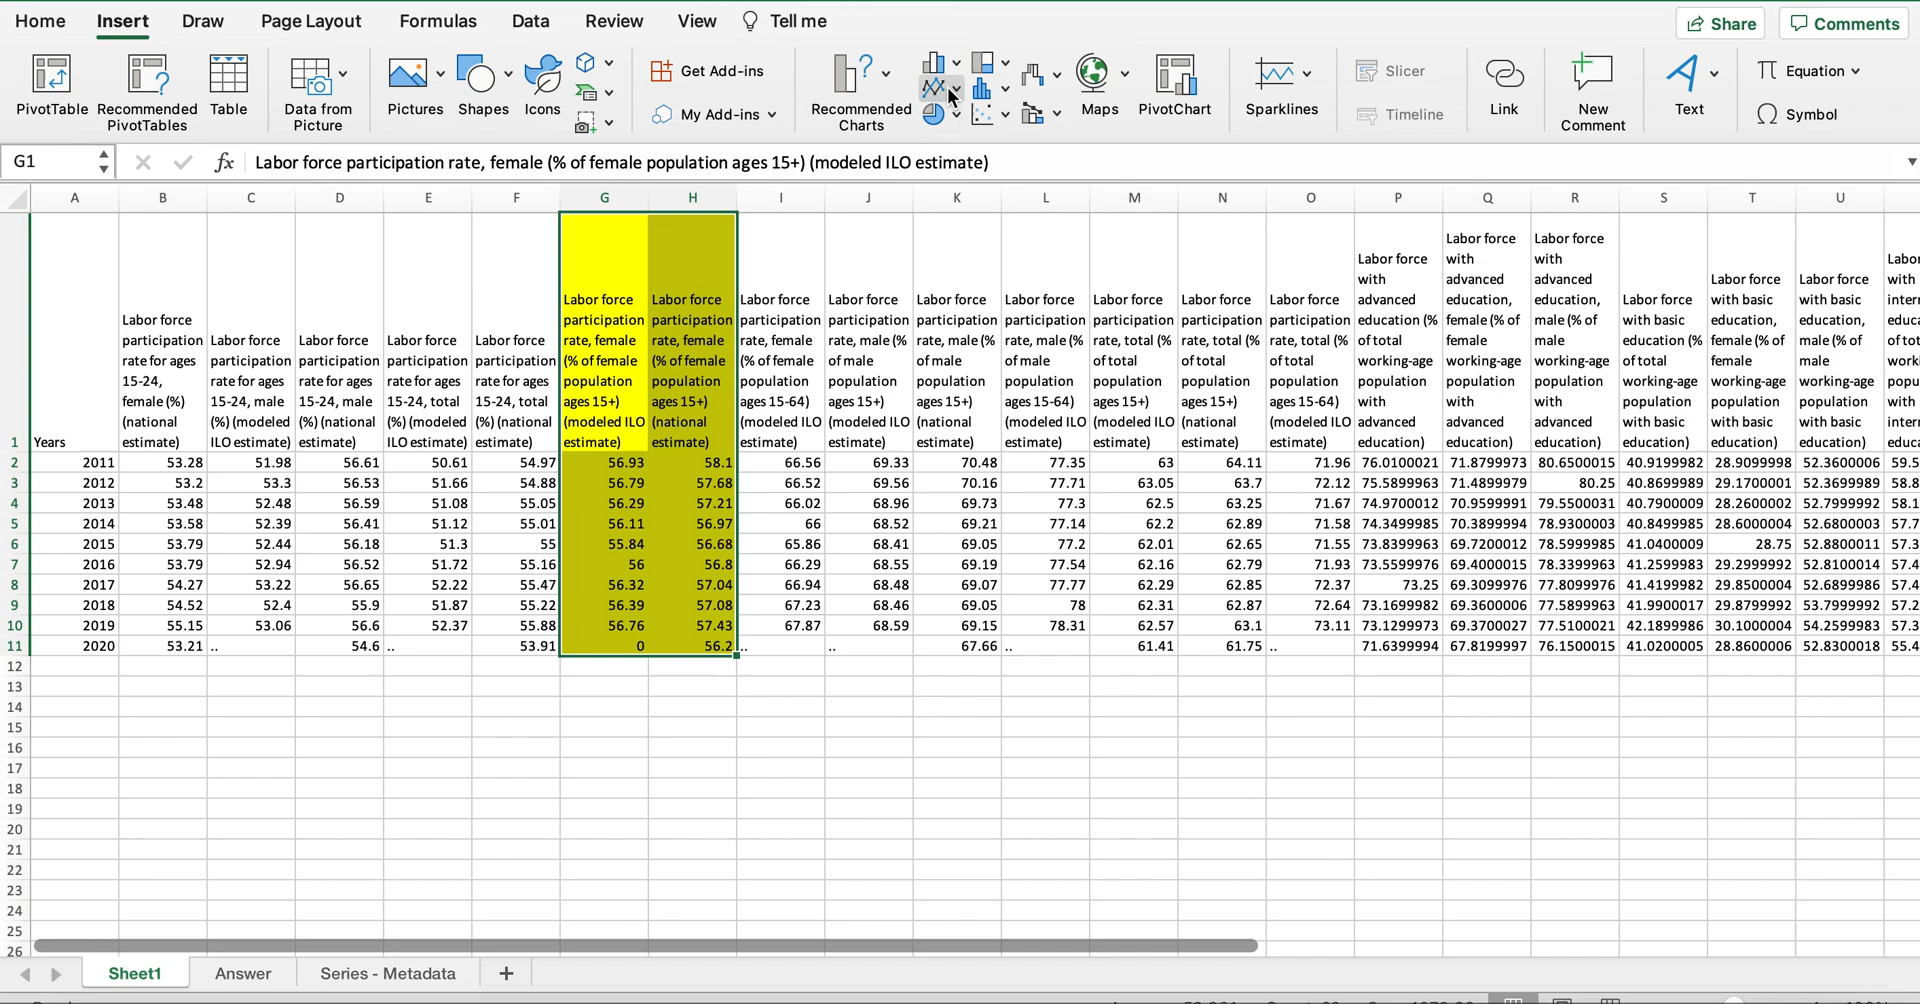 Home Insert Draw Page Layout Formulas Data Review View Tell me Share Comments
PivotTable
Recommended
PivotTables
Table
Data from
Picture
Pictures
Shapes
Icons
Get Add-ins
My Add-ins
Recommended
Charts
Maps
PivotChart
Sparklines
Slicer
Timeline
Link
New
Comment
Text
Equation
Symbol
G1 fx Labor force participation rate, female (% of female population ages 15+) (modeled ILO estimate)
A B C D E F G H I J K L M N O P Q R S T U
1
Years
Labor force
participation
rate for ages
15-24,
female (%)
(national
estimate)
Labor force
participation
rate for ages
15-24, male
(%) (modeled
ILO estimate)
Labor force
participation
rate for ages
15-24, male
(%) (national
estimate)
Labor force
participation
rate for ages
15-24, total
(%) (modeled
ILO estimate)
Labor force
participation
rate for ages
15-24, total
(%) (national
estimate)
Labor force
participation
rate, female
(% of female
population
ages 15+)
(modeled ILO
estimate)
Labor force
participation
rate, female
(% of female
population
ages 15+)
(national
estimate)
Labor force
participation
rate, female
(% of female
population
ages 15-64)
(modeled ILO
estimate)
Labor force
participation
rate, male (%
of male
population
ages 15+)
(modeled ILO
estimate)
Labor force
participation
rate, male (%
of male
population
ages 15+)
(national
estimate)
Labor force
participation
rate, male (%
of male
population
ages 15-64)
(modeled ILO
estimate)
Labor force
participation
rate, total (%
of total
population
ages 15+)
(modeled ILO
estimate)
Labor force
participation
rate, total (%
of total
population
ages 15+)
(national
estimate)
Labor force
participation
rate, total (%
of total
population
ages 15-64)
(modeled ILO
estimate)
Labor force
with
advanced
education (%
of total
working-age
population
with
advanced
education)
Labor force
with
advanced
education,
female (% of
female
working-age
population
with
advanced
education)
Labor force
with
advanced
education,
male (% of
male
working-age
population
with
advanced
education)
Labor force
with basic
education (%
of total
working-age
population
with basic
education)
Labor force
with basic
education,
female (% of
female
working-age
population
with basic
education)
Labor force
with basic
education,
male (% of
male
working-age
population
with basic
education)
2 2011 53.28 51.98 56.61 50.61 54.97 56.93 58.1 66.56 69.33 70.48 77.35 63 64.11 71.96 76.0100021 71.8799973 80.6500015 40.9199982 28.9099998 52.3600006 59.5
3 2012 53.2 53.3 56.53 51.66 54.88 56.79 57.68 66.52 69.56 70.16 77.71 63.05 63.7 72.12 75.5899963 71.4899979 80.25 40.8699989 29.1700001 52.3699989 58.8
4 2013 53.48 52.48 56.59 51.08 55.05 56.29 57.21 66.02 68.96 69.73 77.3 62.5 63.25 71.67 74.9700012 70.9599991 79.5500031 40.7900009 28.2600002 52.7999992 58.1
5 2014 53.58 52.39 56.41 51.12 55.01 56.11 56.97 66 68.52 69.21 77.14 62.2 62.89 71.58 74.3499985 70.3899994 78.9300003 40.8499985 28.6000004 52.6800003 57.7
6 2015 53.79 52.44 56.18 51.3 55 55.84 56.68 65.86 68.41 69.05 77.2 62.01 62.65 71.55 73.8399963 69.7200012 78.5999985 41.0400009 28.75 52.8800011 57.3
7 2016 53.79 52.94 56.52 51.72 55.16 56 56.8 66.29 68.55 69.19 77.54 62.16 62.79 71.93 73.5599976 69.4000015 78.3399963 41.2599983 29.2999992 52.8100014 57.4
8 2017 54.27 53.22 56.65 52.22 55.47 56.32 57.04 66.94 68.48 69.07 77.77 62.29 62.85 72.37 73.25 69.3099976 77.8099976 41.4199982 29.8500004 52.6899986 57.4
9 2018 54.52 52.4 55.9 51.87 55.22 56.39 57.08 67.23 68.46 69.05 78 62.31 62.87 72.64 73.1699982 69.3600006 77.5899963 41.9900017 29.8799992 53.7999992 57.2
10 2019 55.15 53.06 56.6 52.37 55.88 56.76 57.43 67.87 68.59 69.15 78.31 62.57 63.1 73.11 73.1299973 69.3700027 77.5100021 42.1899986 30.1000004 54.2599983 57.3
11 2020 53.21 .. 54.6 .. 53.91 0 56.2 .. .. 67.66 .. 61.41 61.75 .. 71.6399994 67.8199997 76.1500015 41.0200005 28.8600006 52.8300018 55.4
12
13
14
15
16
17
18
19
20
21
22
23
24
25
26
Sheet1 Answer Series - Metadata +